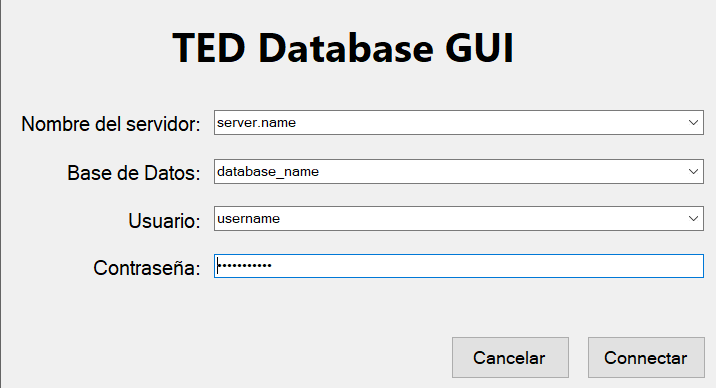 TED Database GUI
Nombre del servidor: server.name
Base de Datos: database_name
Usuario: username
Contraseña: •••••••••••
Cancelar Connectar